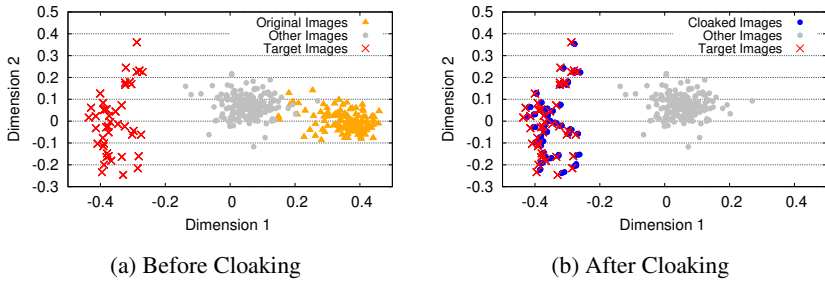 Original Images
Other Images
Target Images
Dimension 2
0.5
0.4
0.3
0.2
0.1
0
0.1
0.2
0.3
-0.4
-0.2
0
0.2
0.4
Dimension 1
(a) Before Cloaking
Cloaked Images
Other Images
Target Images
Dimension 2
0.5
0.4
0.3
0.2
0.1
0
0.1
0.2
0.3
-0.4
-0.2
0
0.2
0.4
Dimension 1
(b) After Cloaking